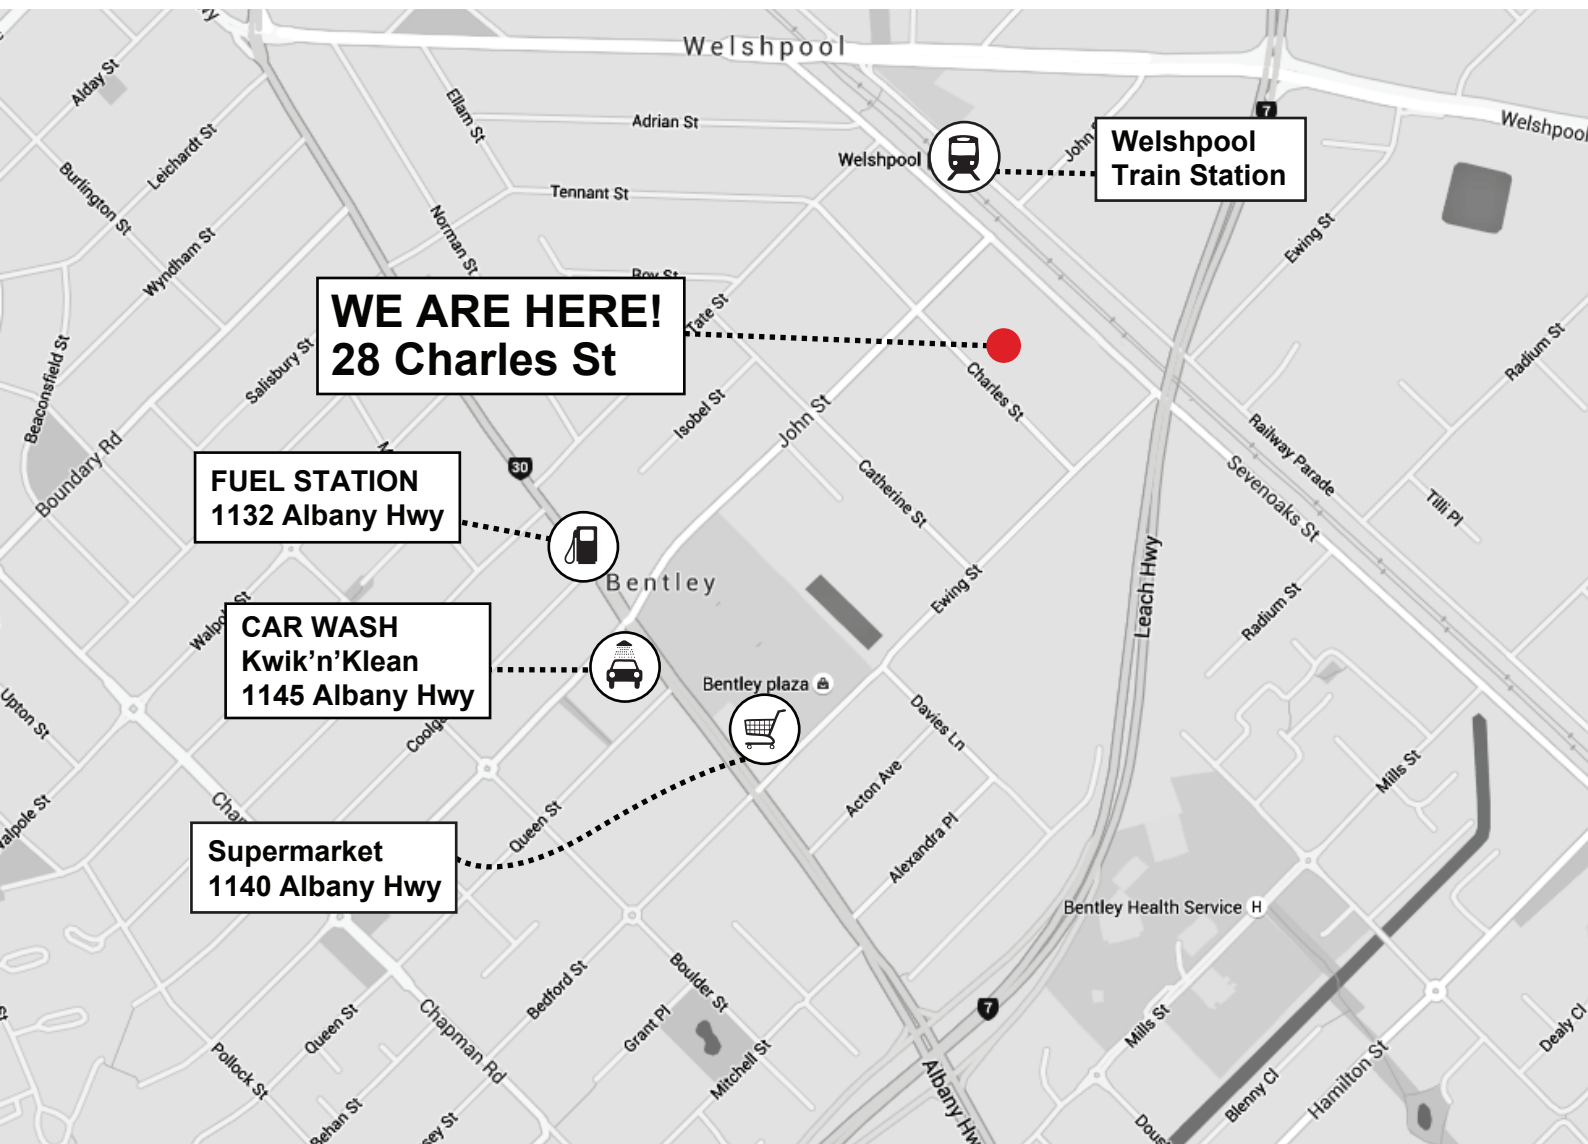 Welshpool
Alday St
Ellam St
Adrian St
7
Welshpool
Leichardt St
Welshpool
John
Welshpool
Train Station
Burlington St
Tennant St
Norman St
Wyndham St
Ewing St
Roy St
WE ARE HERE!
28 Charles St
Tate St
Beaconsfield St
Salisbury St
Radium St
Charles St
Isobel St
John St
Boundary Rd
Railway Parade
30
FUEL STATION
1132 Albany Hwy
Catherine St
Sevenoaks St
Tilli Pl
Bentley
Ewing St
Leach Hwy
Radium St
Walpole St
CAR WASH
Kwik'n'Klean
1145 Albany Hwy
Bentley plaza
Upton St
Davies Ln
Mills St
Acton Ave
Queen St
Alexandra Pl
Supermarket
1140 Albany Hwy
Bentley Health Service H
Boulder St
Bedford St
7
Queen St
Chapman Rd
Grant Pl
Mills St
Dealy Cl
Pollock St
Mitchell St
Albany Hw
Blenny Cl
Hamilton St
Behan St